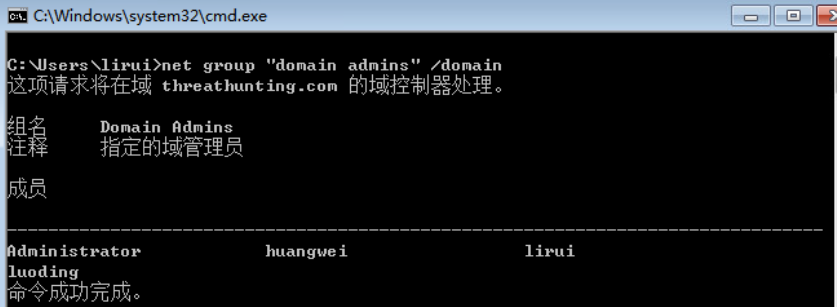 C:\Windows\system32\cmd.exe
C:\Users\lirui>net group "domain admins" /domain
这项请求将在域 threathunting.com 的域控制器处理。
组名 Domain Admins
注释 指定的域管理员
成员
-------------------------------------------------------------------------------
Administrator huangwei lirui
luoding
命令成功完成。